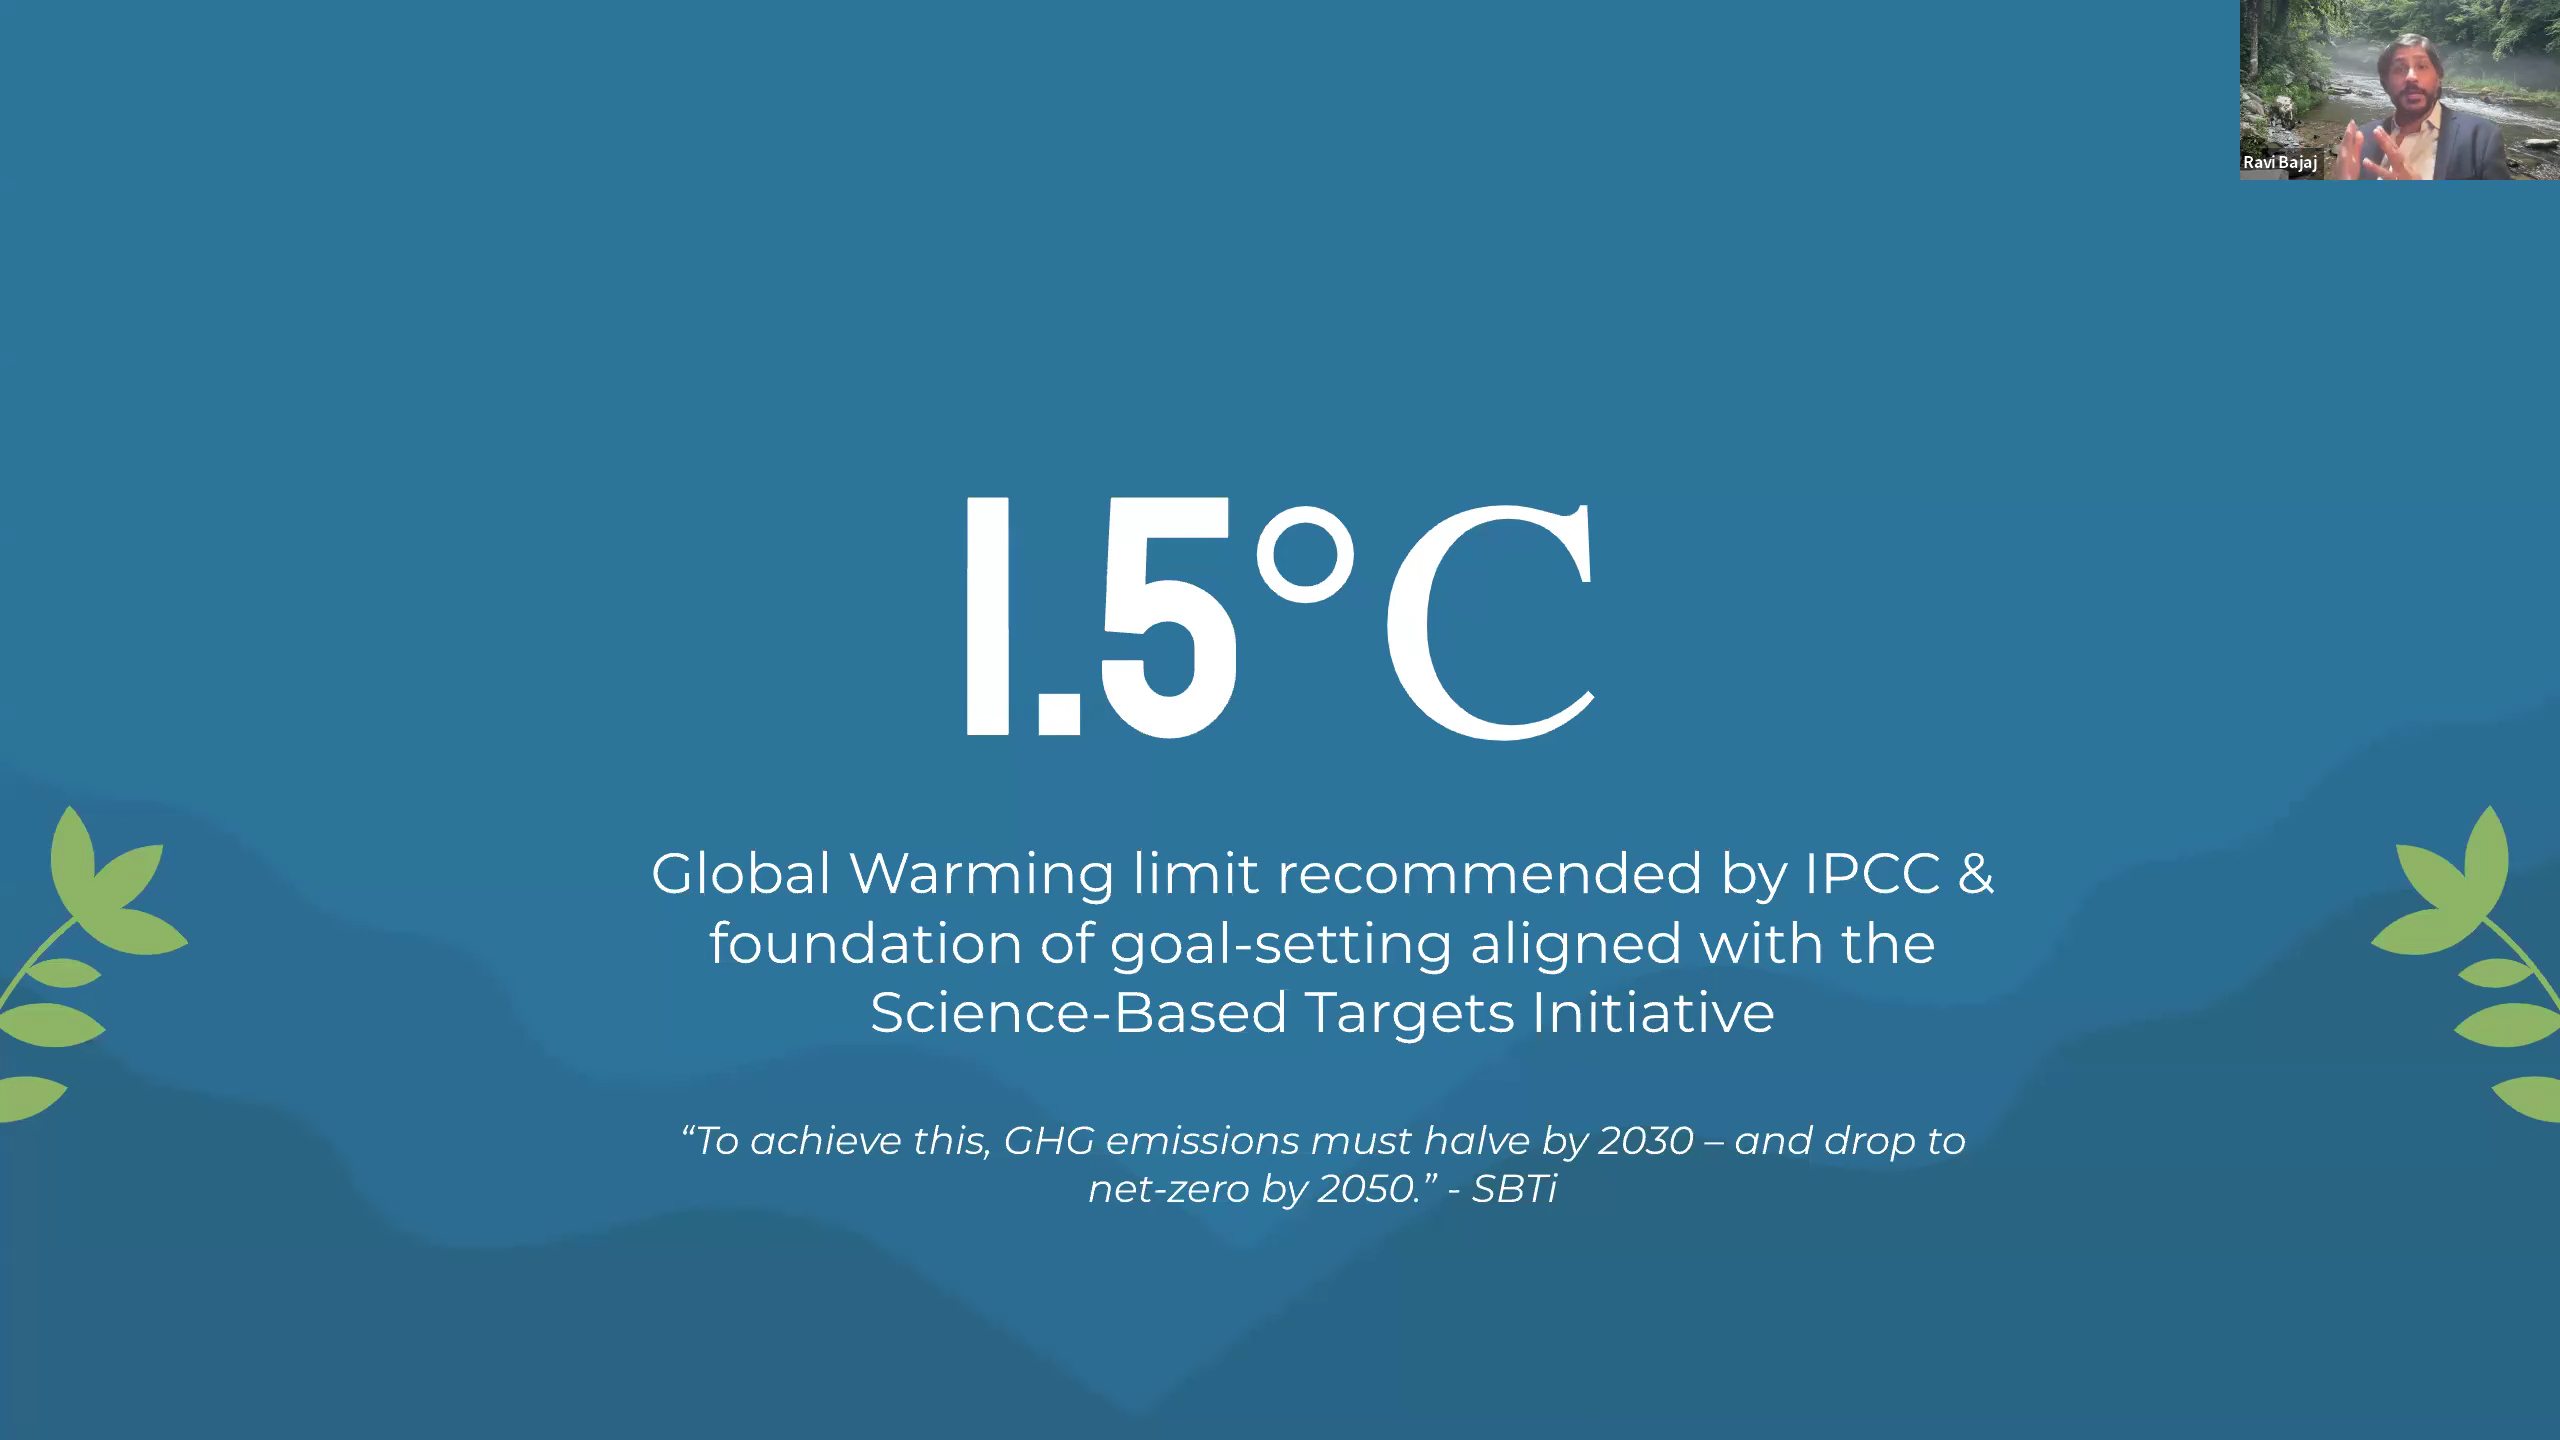 Ravi Bajaj
1.5°C
Global Warming limit recommended by IPCC &
foundation of goal-setting aligned with the
Science-Based Targets Initiative
“To achieve this, GHG emissions must halve by 2030 – and drop to
net-zero by 2050.” - SBTi